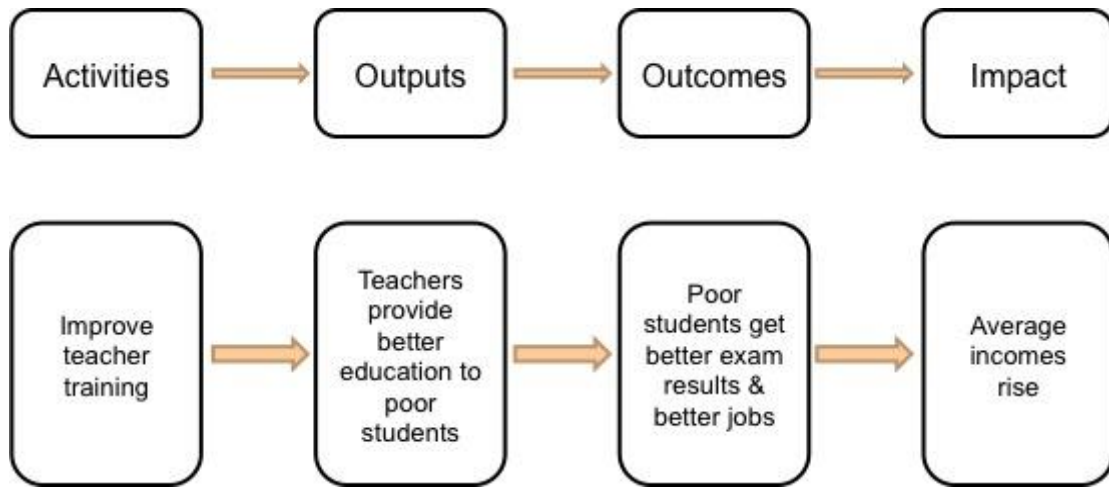 Activities
Outputs
Outcomes
Impact
Improve
teacher
training
Teachers
provide
better
education to
poor
students
Poor
students get
better exam
results &
better jobs
Average
incomes
rise